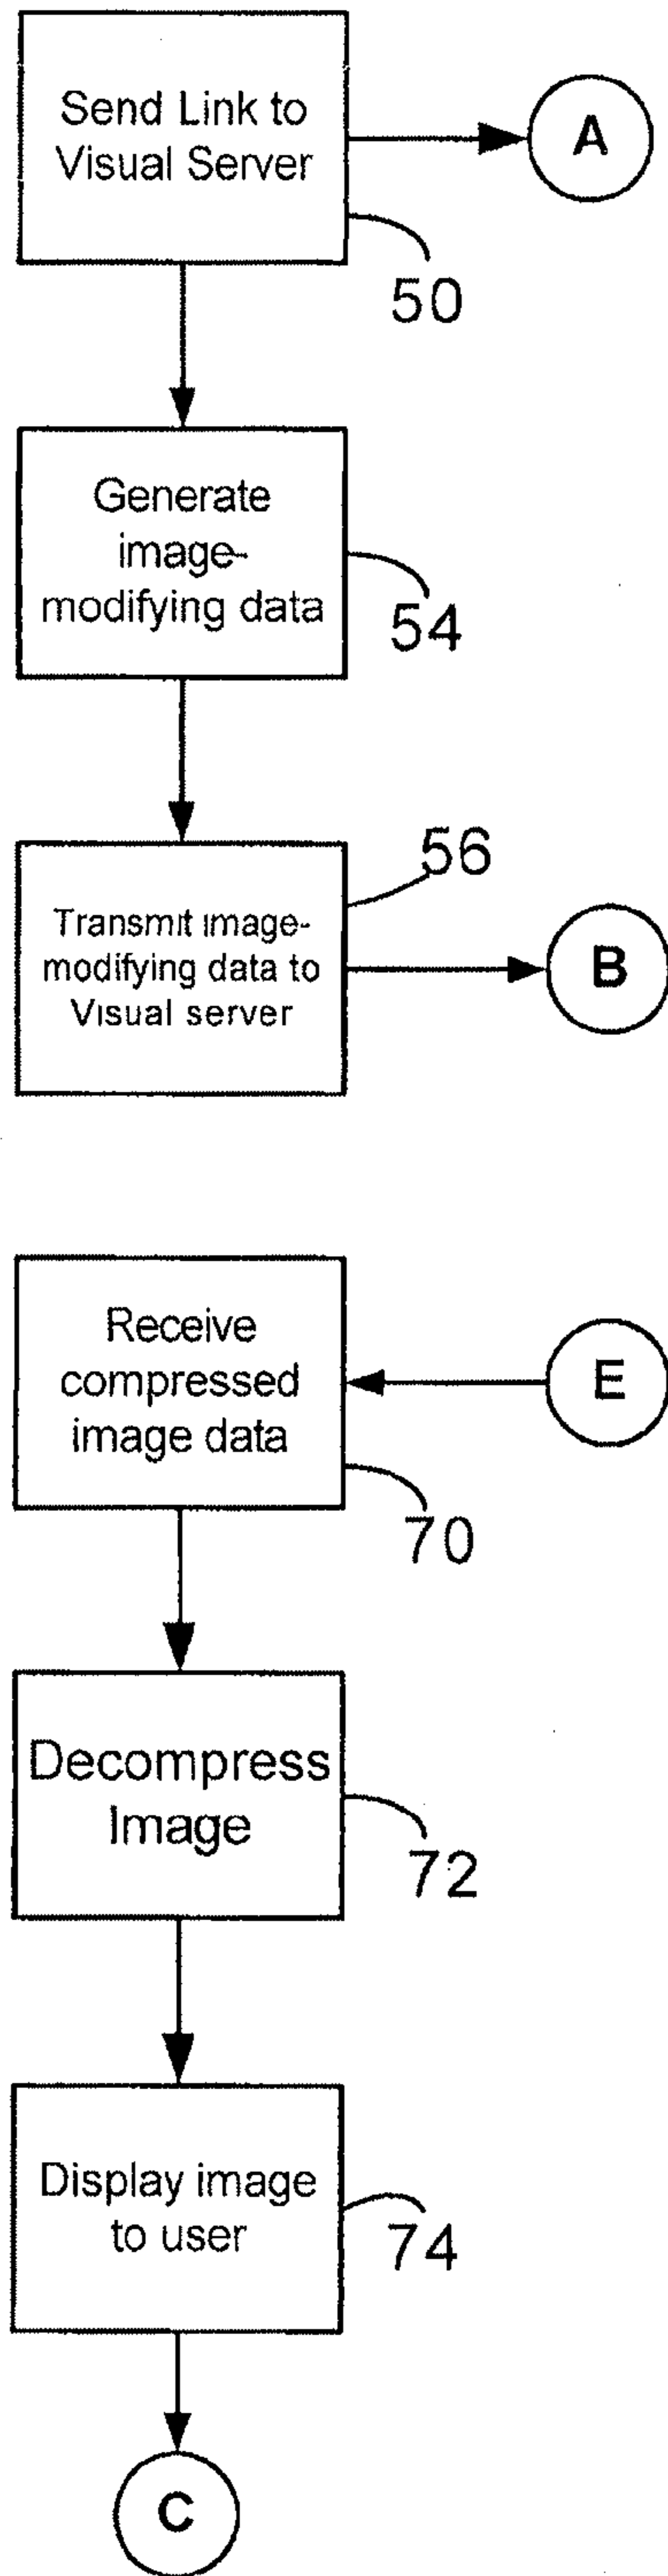 Send Link to
Visual Server
A
50
Generate
image-
modifying data
54
56
Transmit image-
modifying data to
Visual server
B
Receive
compressed
image data
E
70
Decompress
Image
72
Display image
to user
74
C